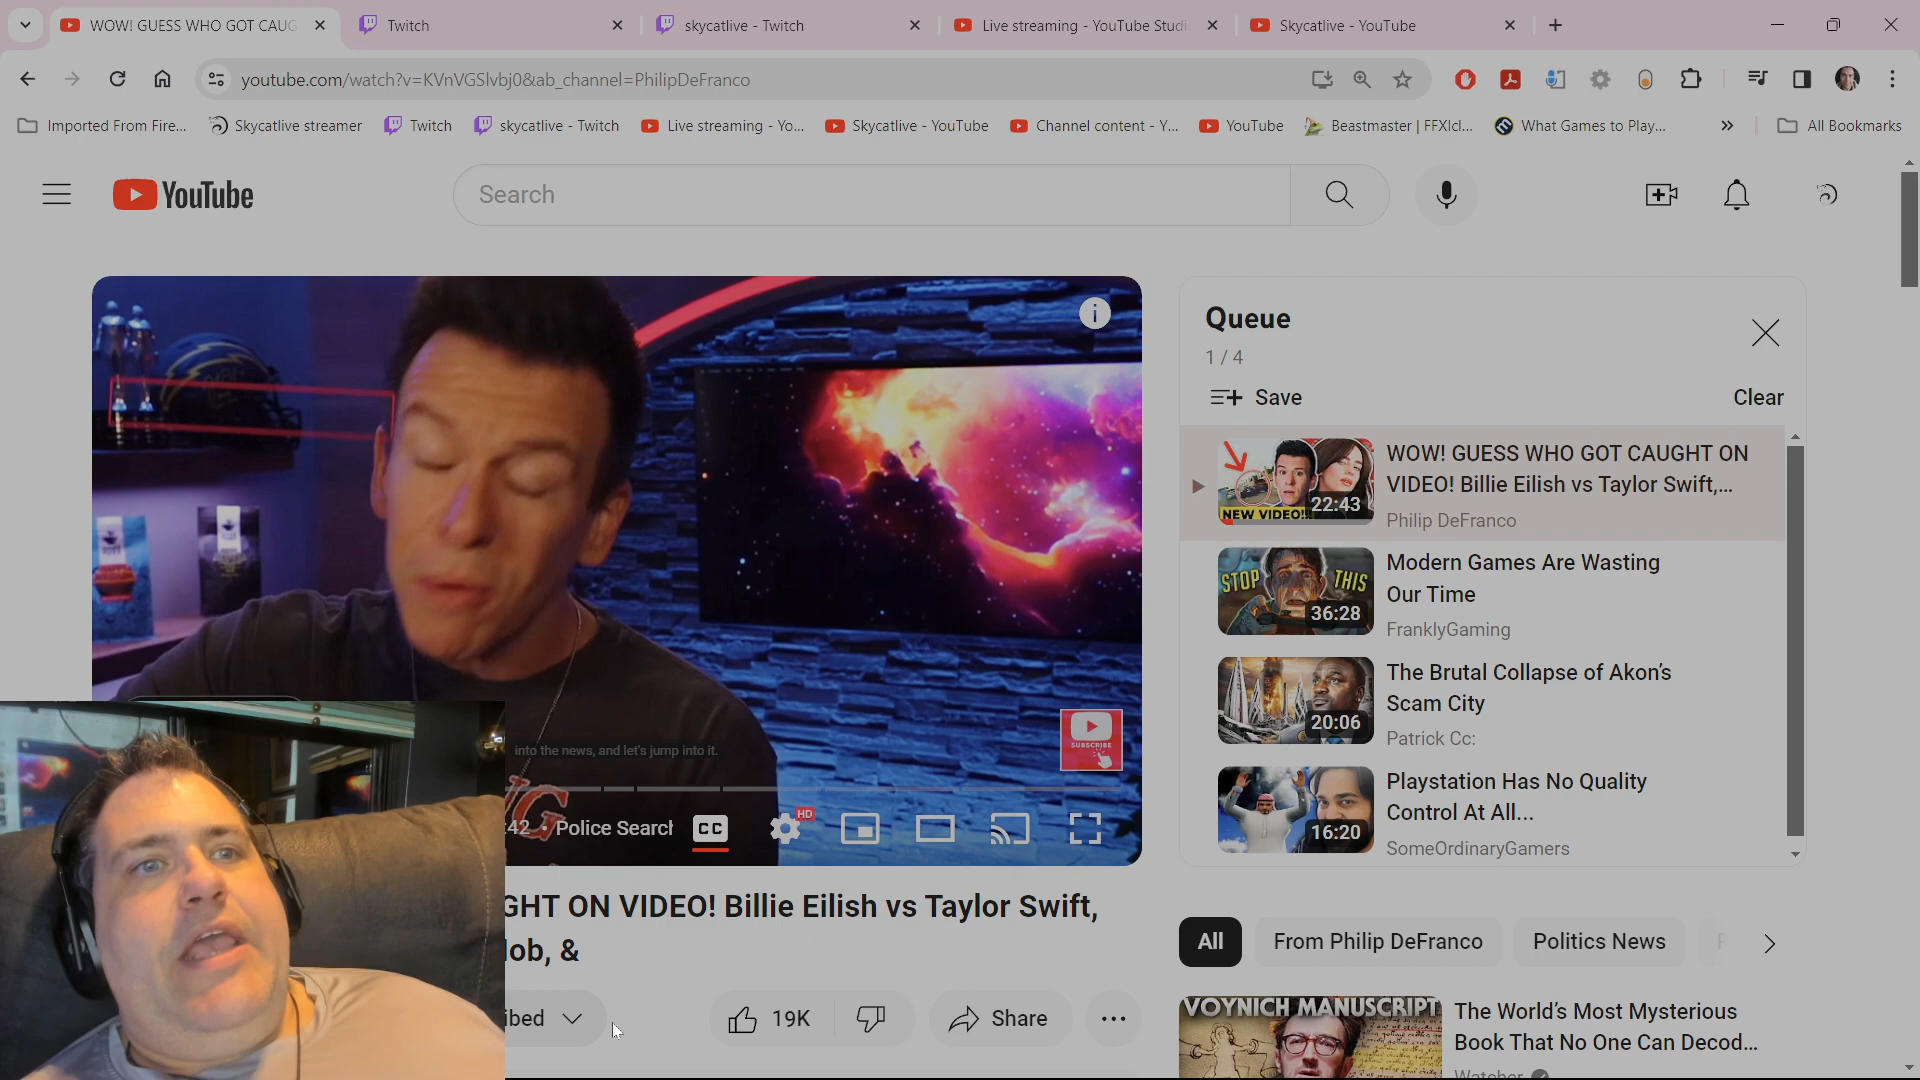 WOW! GUESS WHO GOT CAUG
Twitch
skycatlive - Twitch
Live streaming - YouTube Studi
Skycatlive - YouTube
youtube.com/watch?v=KVnVGSlvbj0&ab_channel=PhilipDeFranco
Imported From Fire...
Skycatlive streamer
Twitch
skycatlive - Twitch
Live streaming - Yo...
Skycatlive - YouTube
Channel content - Y...
YouTube
Beastmaster | FFXIcl...
What Games to Play...
All Bookmarks
YouTube
Search
Queue
1 / 4
Save
Clear
WOW! GUESS WHO GOT CAUGHT ON
VIDEO! Billie Eilish vs Taylor Swift,...
Philip DeFranco
NEW VIDEO!!
22:43
Modern Games Are Wasting
Our Time
FranklyGaming
STOP THIS
36:28
The Brutal Collapse of Akon's
Scam City
Patrick Cc:
20:06
Playstation Has No Quality
Control At All...
SomeOrdinaryGamers
16:20
into the news, and let's jump into it.
SUBSCRIBE
:42 • Police Search
CC
HD
GHT ON VIDEO! Billie Eilish vs Taylor Swift,
ob, &
ibed
19K
Share
All
From Philip DeFranco
Politics News
VOYNICH MANUSCRIPT
The World's Most Mysterious
Book That No One Can Decod...
Watcher